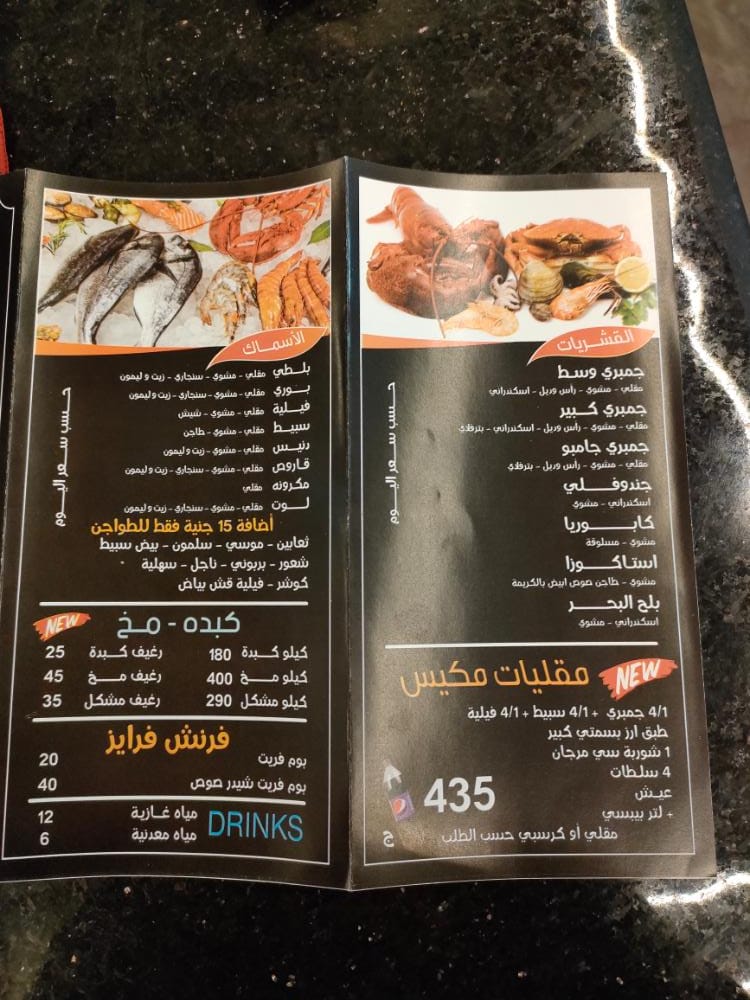 القشريات
حسب سعر اليوم
جمبري وسط
مقلي - مشوي - رأس وديل - اسكندراني
جمبري كبير
مقلي - مشوي - رأس وديل - اسكندراني - بترفلاي
جمبري جامبو
مقلي - مشوي - رأس وديل - بترفلاي
جندوفلي
اسكندراني - مشوي
كابوريا
مشوي - مسلوقة
استاكوزا
مشوي - طاجن صوص ابيض بالكريمة
بلح البحر
اسكندراني - مشوي
مقليات مكيس NEW
4/1 جمبري + 4/1 سبيط + 4/1 فيلية
طبق ارز بسمتي كبير
1 شوربة سي مرجان
4 سلطات
عيش
+ لتر بيبسي
435 ج
مقلي أو كرسبي حسب الطلب
الأسماك
حسب سعر اليوم
بلطي مقلي - مشوي - سنجاري - زيت وليمون
بوري مقلي - مشوي - سنجاري - زيت وليمون
فيلية مقلي - مشوي - شيش
سبيط مقلي - مشوي - طاجن
دنيس مقلي - مشوي - زيت وليمون
قاروص مقلي - مشوي - سنجاري - زيت وليمون
مكرونه مقلي
لوت مقلي - مشوي - سنجاري - زيت وليمون
أضافة 15 جنية فقط للطواجن
ثعابين - موسي - سلمون - بيض سبيط
شعور - بربوني - ناجل - سهلية
كوشر - فيلية قش بياض
كبده - مخ NEW
كيلو كبدة 180 رغيف كبدة 25
كيلو مخ 400 رغيف مخ 45
كيلو مشكل 290 رغيف مشكل 35
فرنش فرايز
بوم فريت 20
بوم فريت شيدر صوص 40
DRINKS
مياه غازية 12
مياه معدنية 6